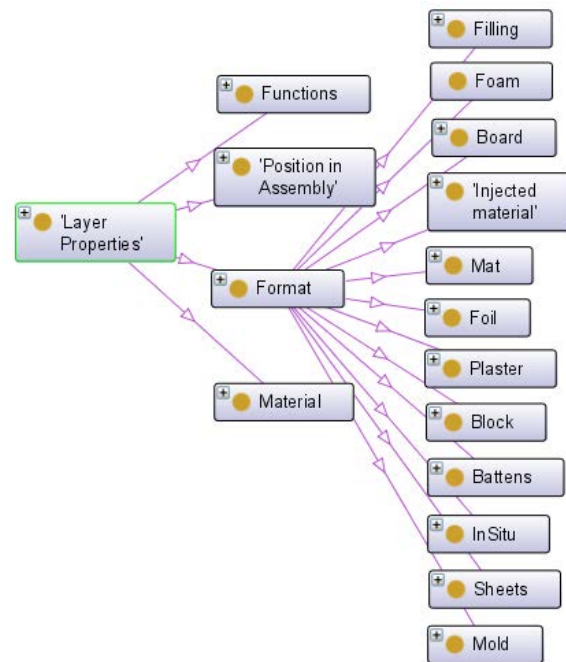 Filling
Functions
Foam
'Position in
Assembly'
Board
'Layer
Properties'
'Injected
material'
Format
Mat
Foil
Plaster
Material
Block
Battens
InSitu
Sheets
Mold